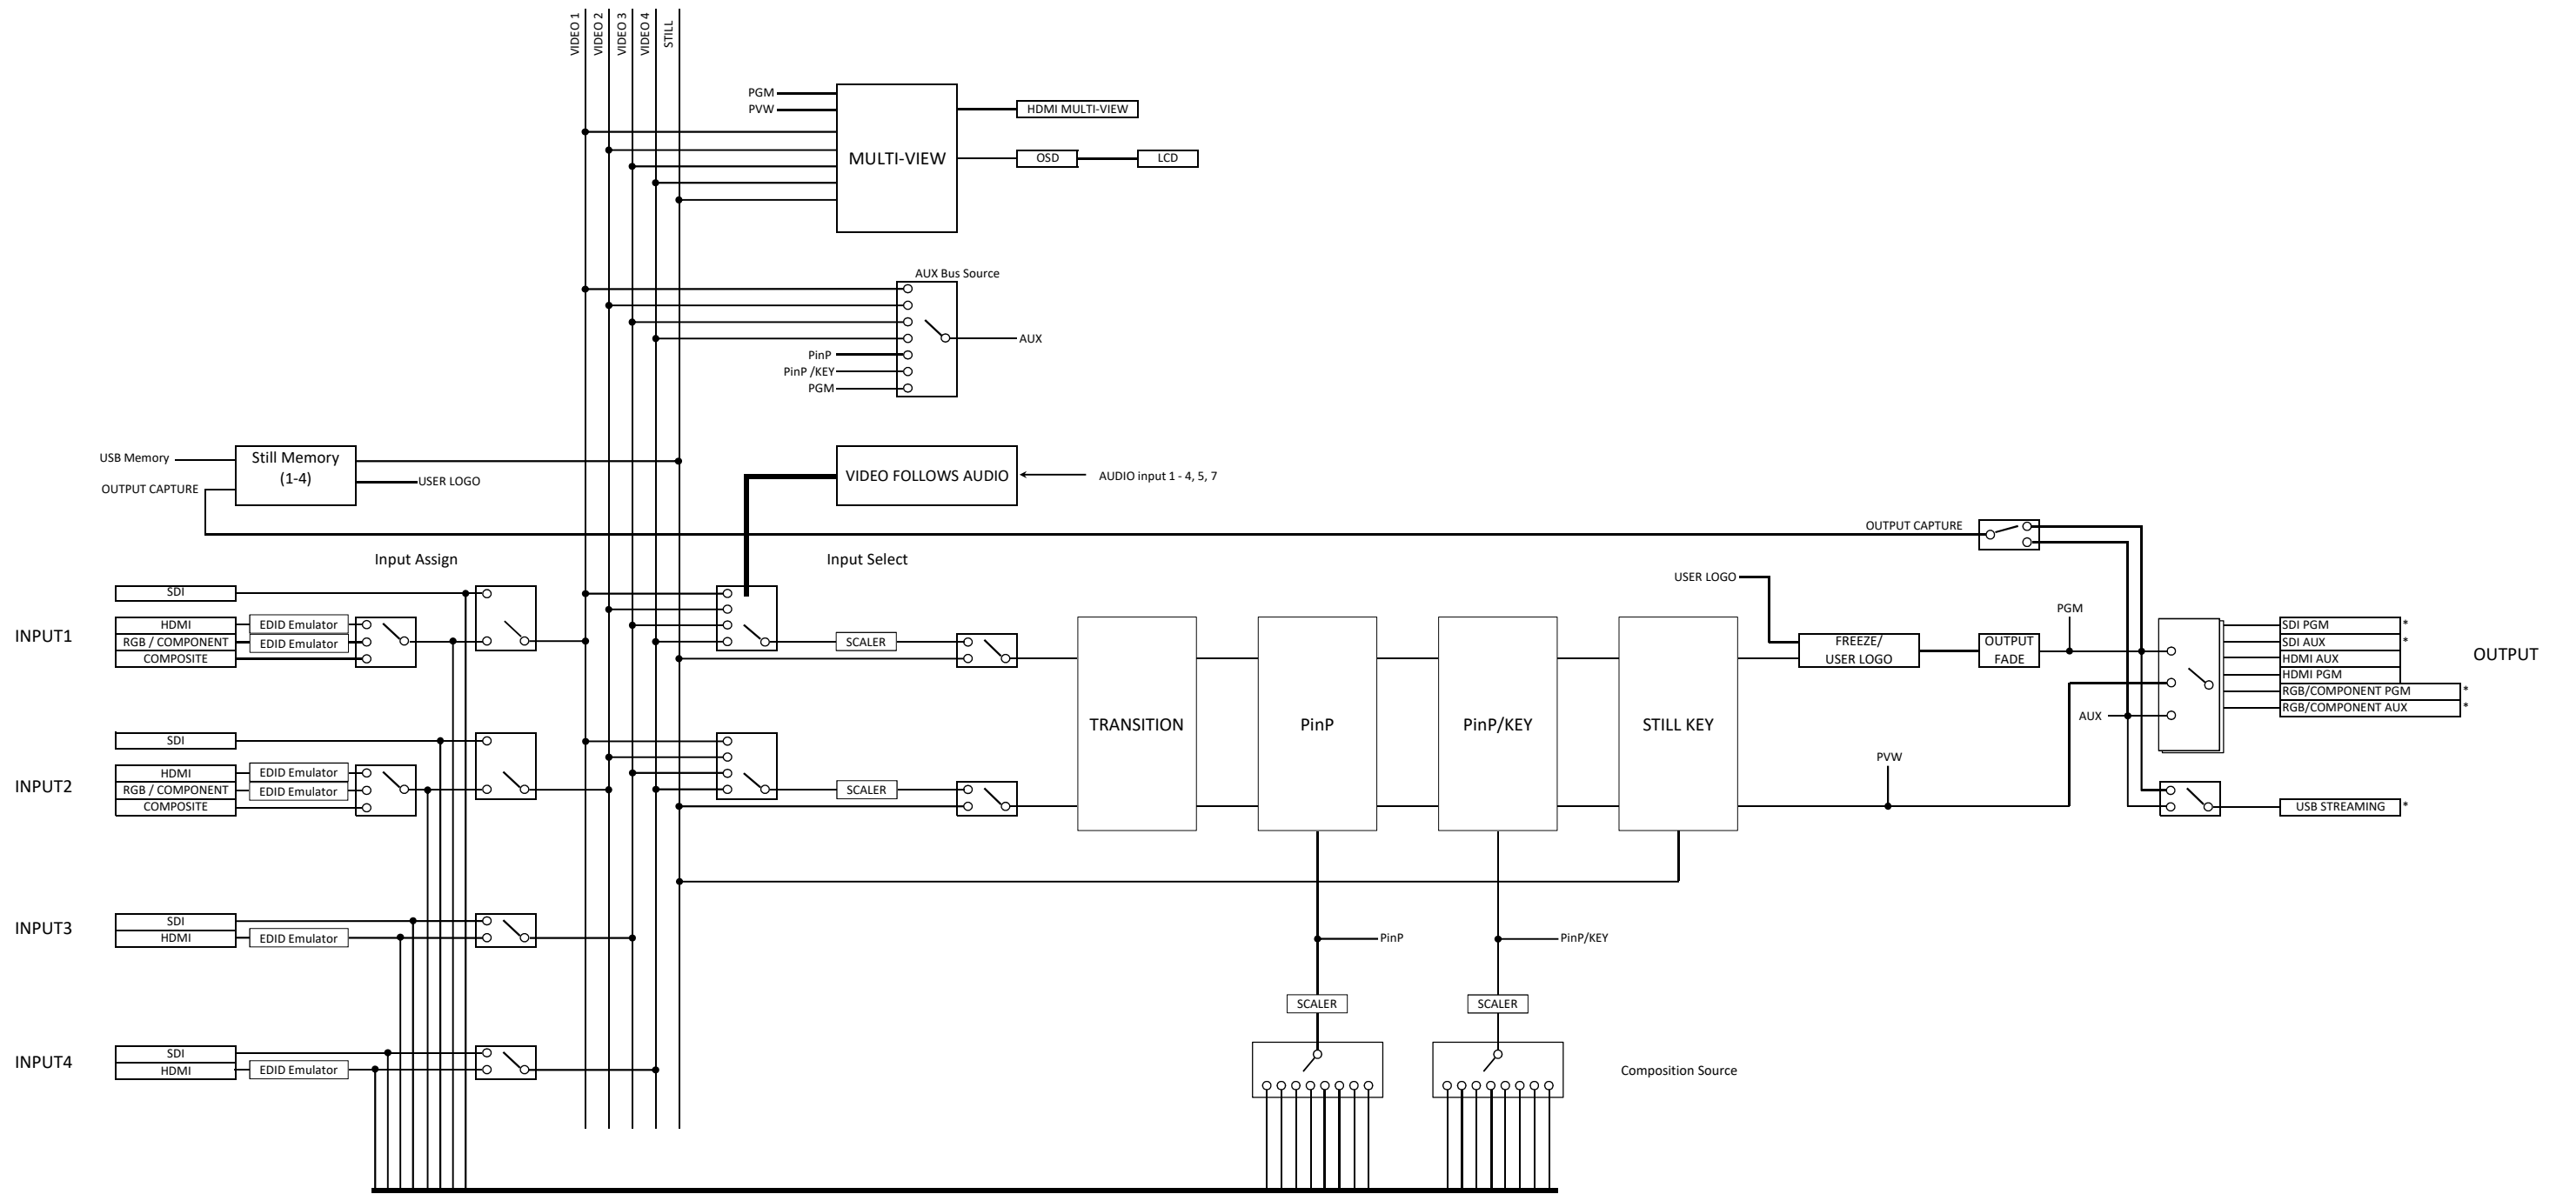 VIDEO 1
VIDEO 2
VIDEO 3
VIDEO 4
STILL
PGM
PVW
MULTI-VIEW
HDMI MULTI-VIEW
OSD
LCD
AUX Bus Source
AUX
PinP
PinP /KEY
PGM
USB Memory
OUTPUT CAPTURE
Still Memory
(1-4)
USER LOGO
VIDEO FOLLOWS AUDIO
AUDIO input 1 - 4, 5, 7
OUTPUT CAPTURE
Input Assign
Input Select
INPUT1
SDI
HDMI
EDID Emulator
RGB / COMPONENT
EDID Emulator
COMPOSITE
SCALER
USER LOGO
FREEZE/
USER LOGO
OUTPUT
FADE
PGM
SDI PGM *
SDI AUX *
HDMI AUX
HDMI PGM
RGB/COMPONENT PGM *
RGB/COMPONENT AUX *
OUTPUT
AUX
TRANSITION
PinP
PinP/KEY
STILL KEY
PVW
USB STREAMING *
INPUT2
SDI
HDMI
EDID Emulator
RGB / COMPONENT
EDID Emulator
COMPOSITE
SCALER
INPUT3
SDI
HDMI
EDID Emulator
PinP
PinP/KEY
SCALER
SCALER
INPUT4
SDI
HDMI
EDID Emulator
Composition Source